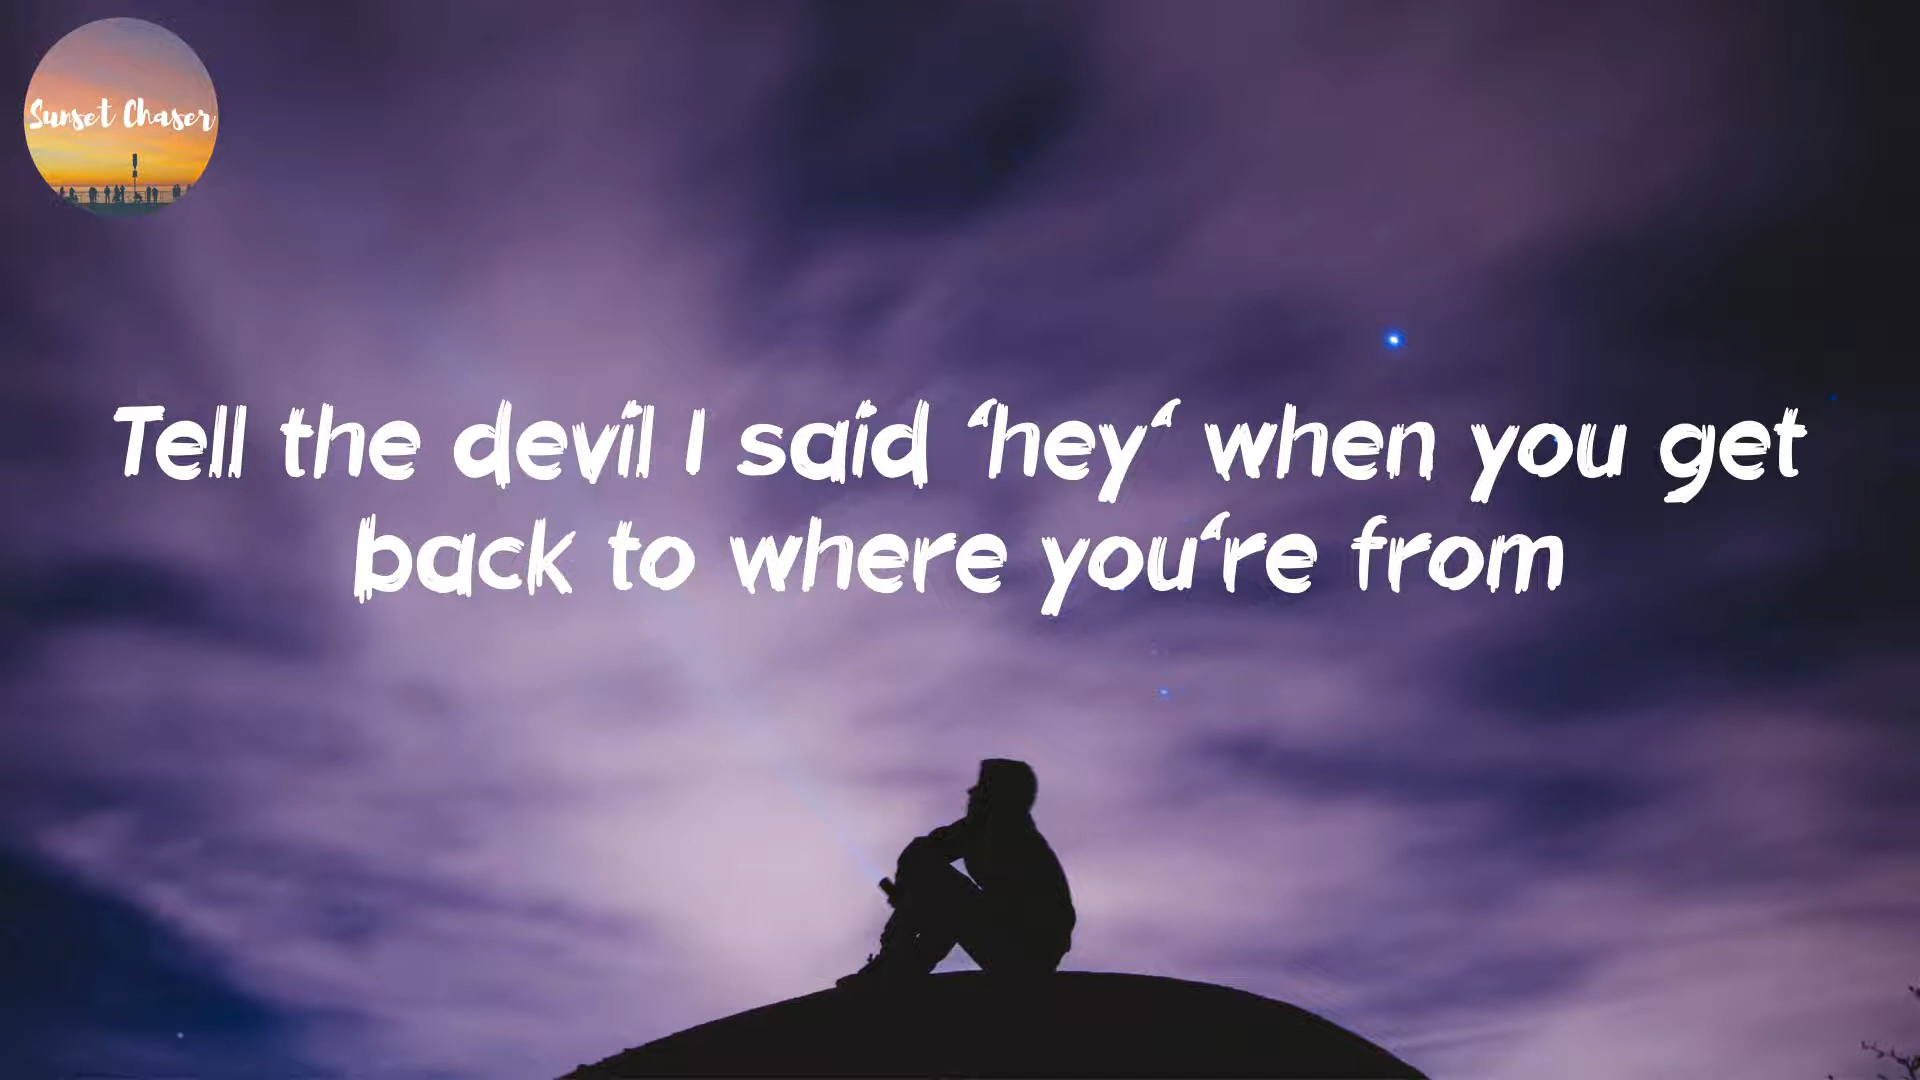 Sunset Chaser
Tell the devil I said ‘hey‘ when you get
back to where you‘re from